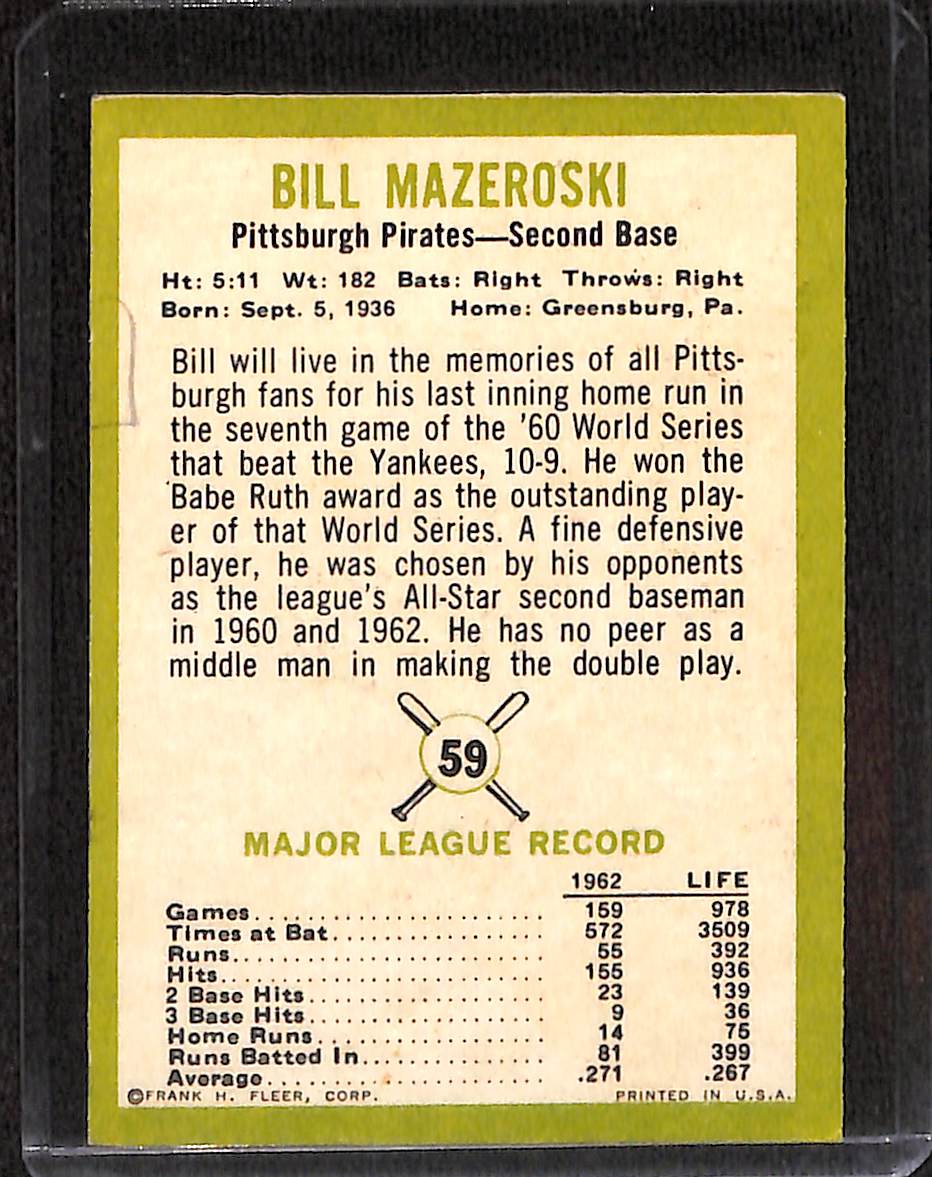 BILL MAZEROSKI
Pittsburgh Pirates—Second Base
Ht: 5:11 Wt: 182 Bats: Right Throws: Right
Born: Sept. 5, 1936 Home: Greensburg, Pa.
Bill will live in the memories of all Pitts-
burgh fans for his last inning home run in
the seventh game of the '60 World Series
that beat the Yankees, 10-9. He won the
Babe Ruth award as the outstanding play-
er of that World Series. A fine defensive
player, he was chosen by his opponents
as the league's All-Star second baseman
in 1960 and 1962. He has no peer as a
middle man in making the double play.
59
MAJOR LEAGUE RECORD
1962 LIFE
Games....................... 159 978
Times at Bat................. 572 3509
Runs........................ 55 392
Hits......................... 155 936
2 Base Hits.................. 23 139
3 Base Hits.................. 9 36
Home Runs.................. 14 75
Runs Batted In.............. 81 399
Average..................... .271 .267
©FRANK H. FLEER, CORP. PRINTED IN U.S.A.